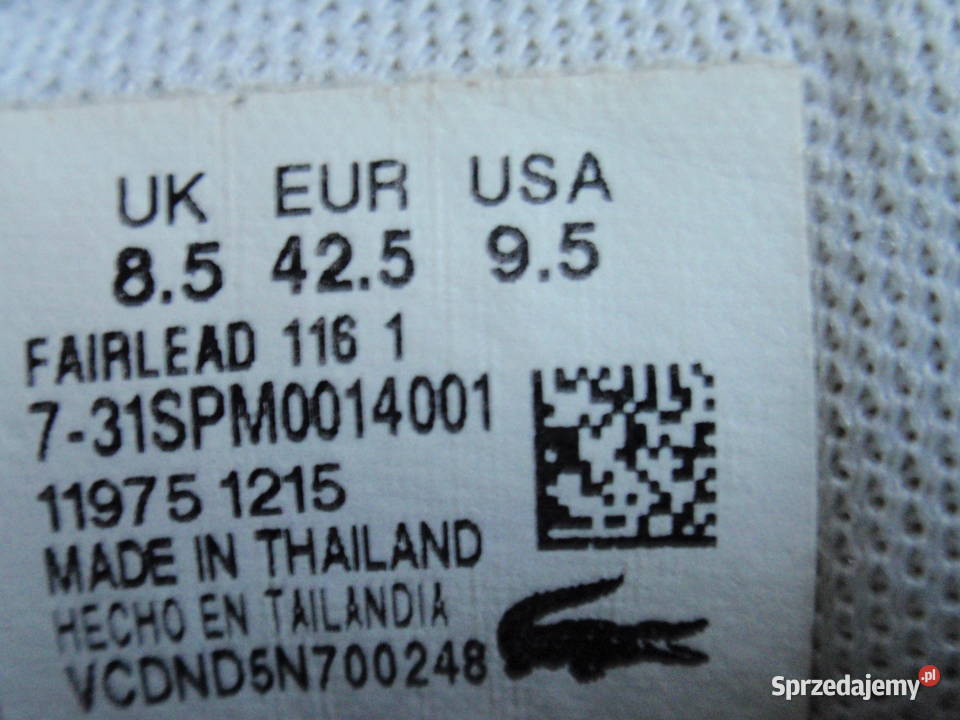 UK EUR USA
8.5 42.5 9.5
FAIRLEAD 116 1
7-31SPM0014001
11975 1215
MADE IN THAILAND
HECHO EN TAILANDIA
VCDND5N700248
Sprzedajemy.pl